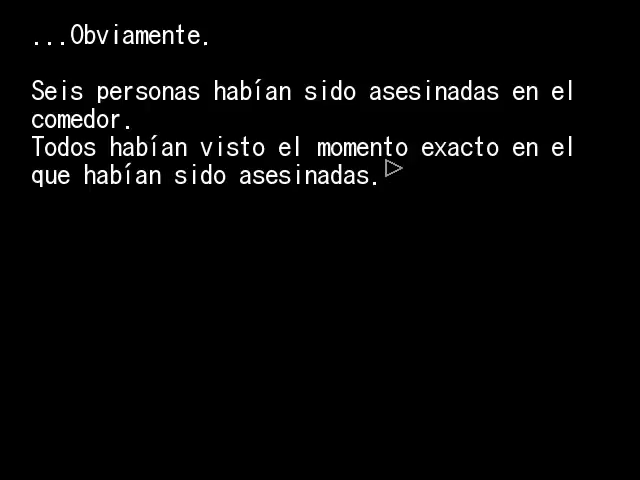 ...Obviamente.
Seis personas habían sido asesinadas en el
comedor.
Todos habían visto el momento exacto en el
que habían sido asesinadas.